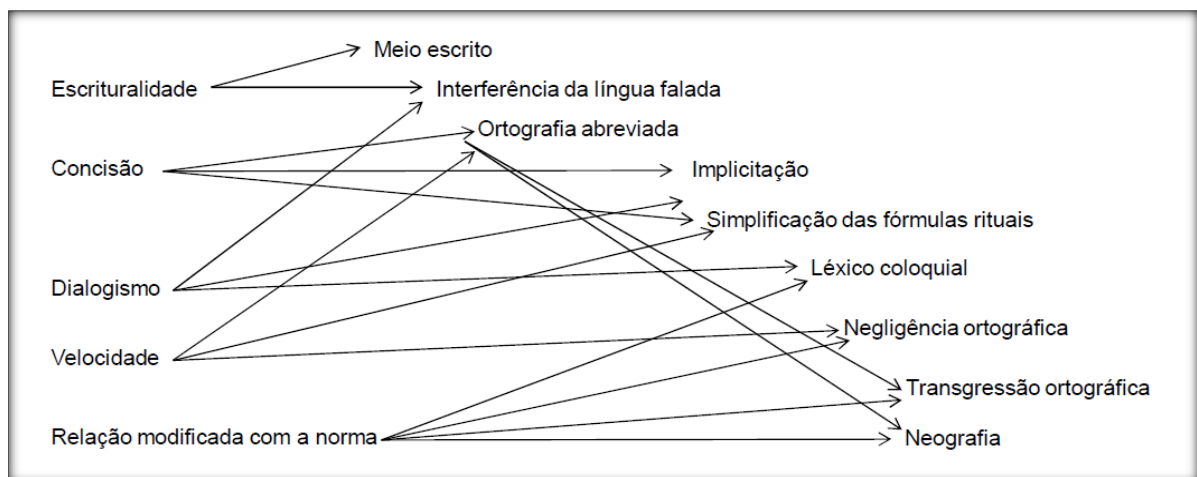 Meio escrito
Escrituralidade
Interferência da língua falada
Ortografia abreviada
Concisão
Implicitação
Simplificação das fórmulas rituais
Léxico coloquial
Dialogismo
Negligência ortográfica
Velocidade
Transgressão ortográfica
Relação modificada com a norma
Neografia